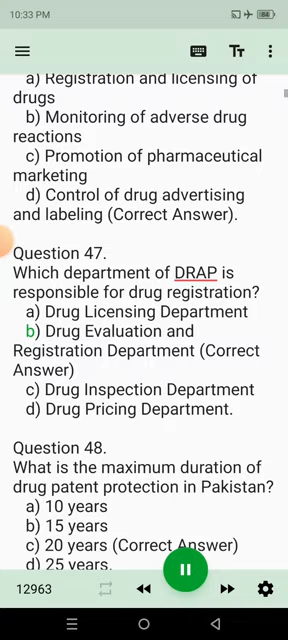 10:33 PM
84
a) Registration and licensing of
drugs
b) Monitoring of adverse drug
reactions
c) Promotion of pharmaceutical
marketing
d) Control of drug advertising
and labeling (Correct Answer).
Question 47.
Which department of DRAP is
responsible for drug registration?
a) Drug Licensing Department
b) Drug Evaluation and
Registration Department (Correct
Answer)
c) Drug Inspection Department
d) Drug Pricing Department.
Question 48.
What is the maximum duration of
drug patent protection in Pakistan?
a) 10 years
b) 15 years
c) 20 years (Correct Answer)
d) 25 years.
12963